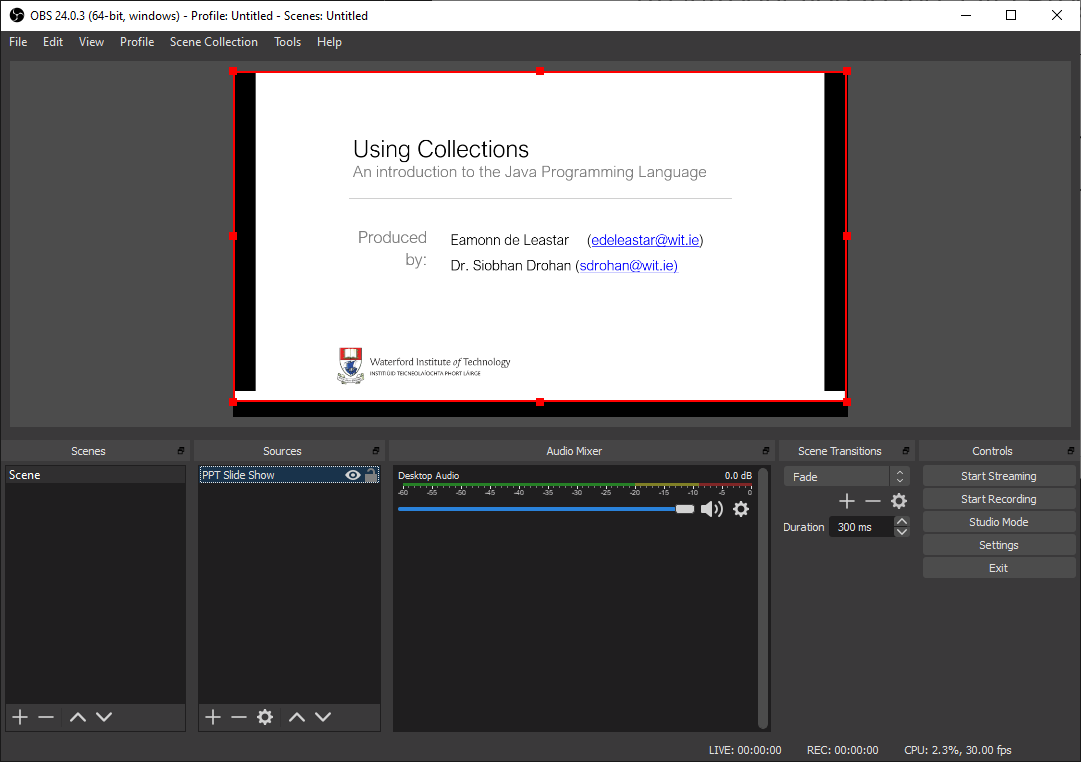 OBS 24.0.3 (64-bit, windows) - Profile: Untitled - Scenes: Untitled
File Edit View Profile Scene Collection Tools Help
Using Collections
An introduction to the Java Programming Language
Produced by:
Eamonn de Leastar (edeleastar@wit.ie)
Dr. Siobhan Drohan (sdrohan@wit.ie)
Waterford Institute of Technology
INSTITIÚID TEICNEOLAÍOCHTA PHORT LÁIRGE
Scenes
Scene
Sources
PPT Slide Show
Audio Mixer
Desktop Audio 0.0 dB
-60 -55 -50 -45 -40 -35 -30 -25 -20 -15 -10 -5 0
Scene Transitions
Fade
Duration 300 ms
Controls
Start Streaming
Start Recording
Studio Mode
Settings
Exit
LIVE: 00:00:00 REC: 00:00:00 CPU: 2.3%, 30.00 fps